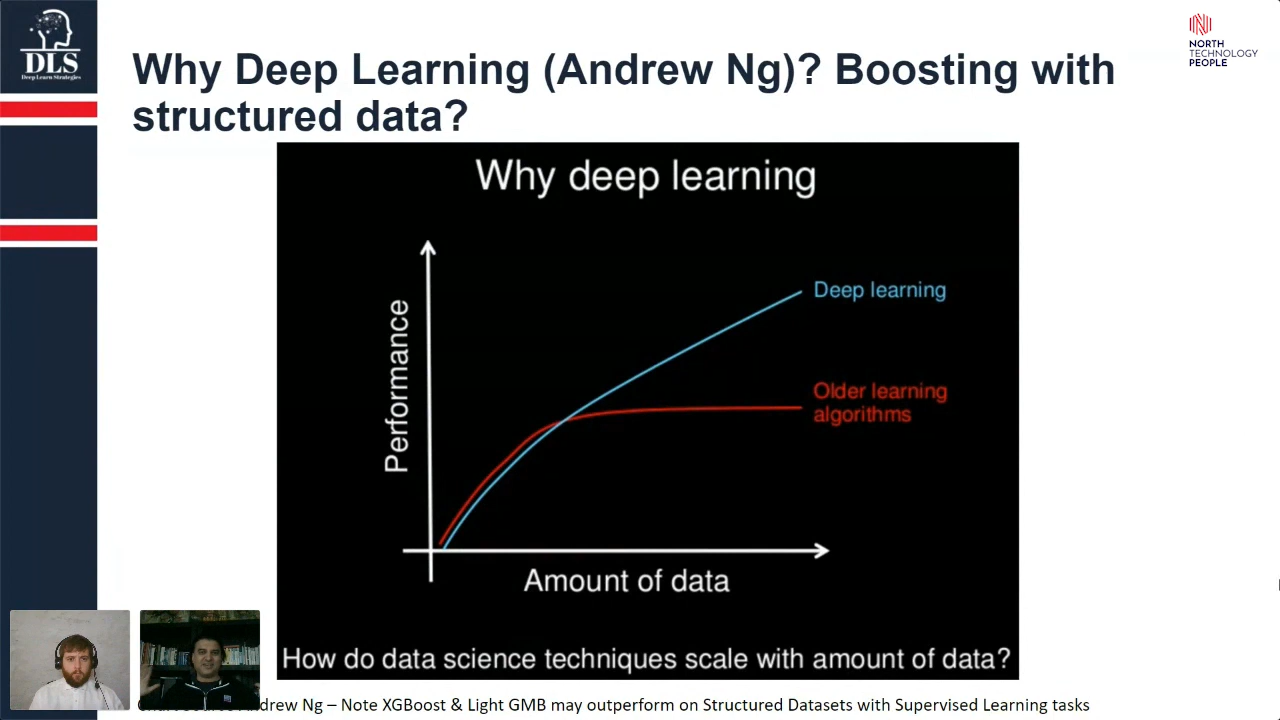 DLS
Deep Learn Strategies
NORTH
TECHNOLOGY
PEOPLE
Why Deep Learning (Andrew Ng)? Boosting with
structured data?
Why deep learning
Performance
Deep learning
Older learning
algorithms
Amount of data
How do data science techniques scale with amount of data?
Andrew Ng – Note XGBoost & Light GMB may outperform on Structured Datasets with Supervised Learning tasks